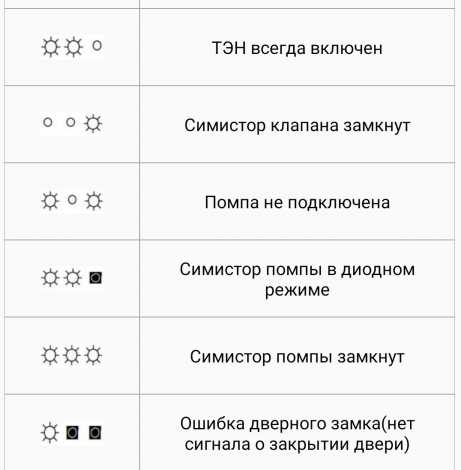 ТЭН всегда включен
Симистор клапана замкнут
Помпа не подключена
Симистор помпы в диодном
режиме
Симистор помпы замкнут
Ошибка дверного замка(нет
сигнала о закрытии двери)